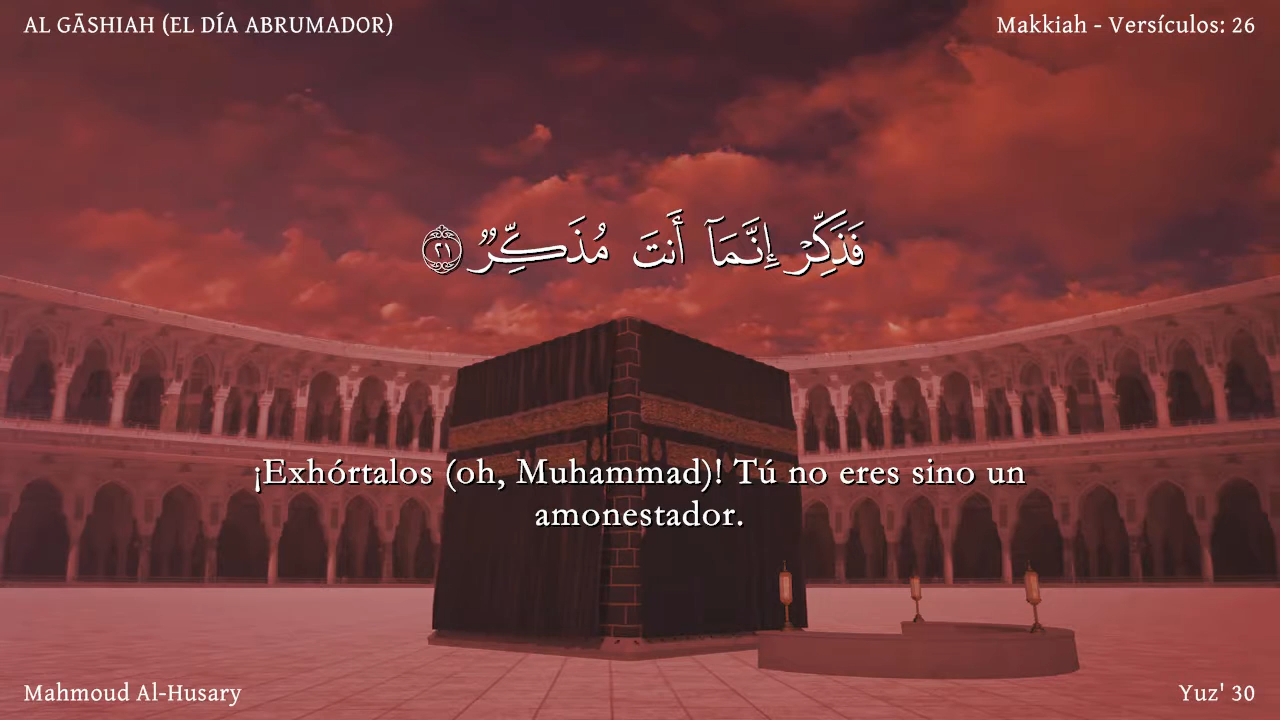 AL GĀSHIAH (EL DÍA ABRUMADOR)
Makkiah - Versículos: 26
فَذَكِّرْ إِنَّمَآ أَنتَ مُذَكِّرٌۭ ٢١
¡Exhórtalos (oh, Muhammad)! Tú no eres sino un
amonestador.
Mahmoud Al-Husary
Yuz' 30